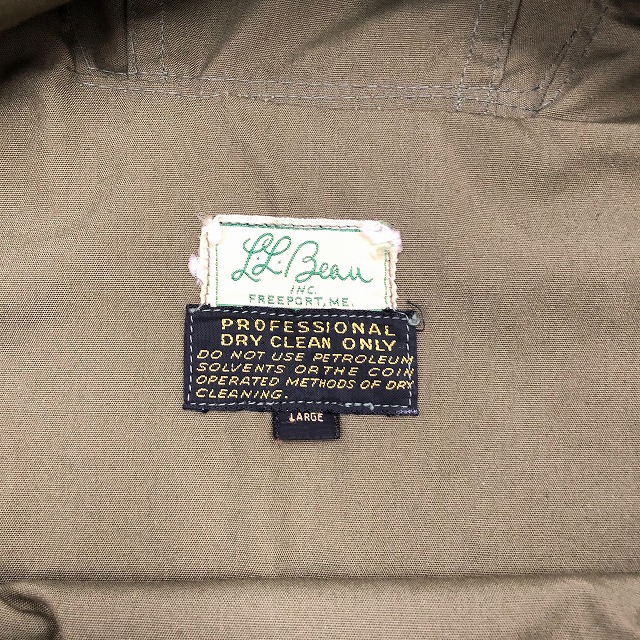 L.L.Bean
INC.
FREEPORT, ME.
PROFESSIONAL
DRY CLEAN ONLY
DO NOT USE PETROLEUM
SOLVENTS OR THE COIN
OPERATED METHODS OF DRY
CLEANING.
LARGE